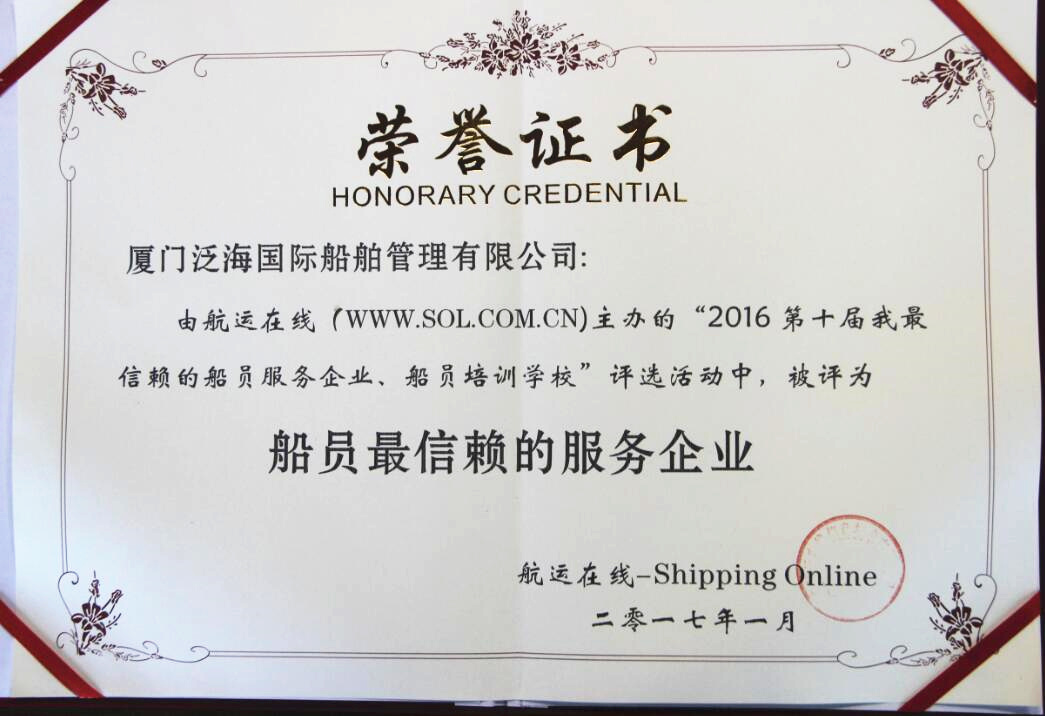 荣誉证书
HONORARY CREDENTIAL
厦门泛海国际船舶管理有限公司:
由航运在线(WWW.SOL.COM.CN)主办的“2016第十届我最
信赖的船员服务企业、船员培训学校”评选活动中，被评为
船员最信赖的服务企业
航运在线-Shipping Online
二零一七年一月